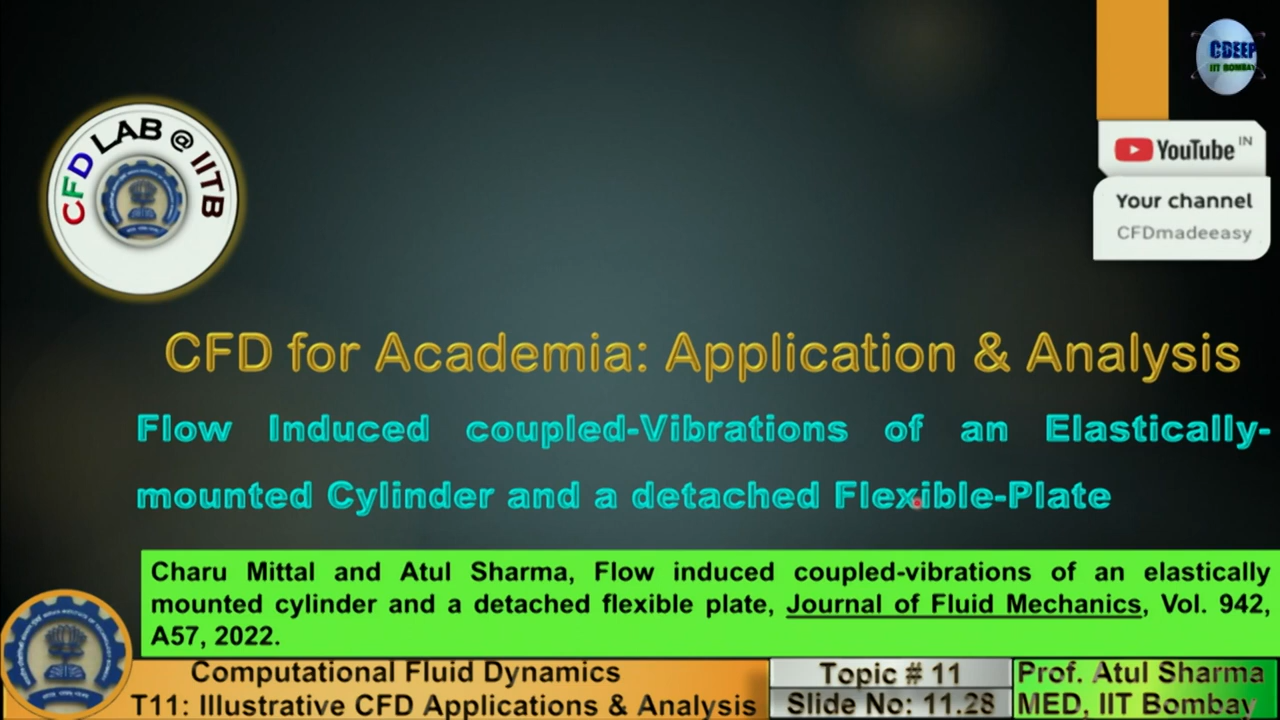 CDEEP
IIT BOMBAY
CFD LAB @ IITB
YouTube IN
Your channel
CFDmadeeasy
CFD for Academia: Application & Analysis
Flow Induced coupled-Vibrations of an Elastically-
mounted Cylinder and a detached Flexible-Plate
Charu Mittal and Atul Sharma, Flow induced coupled-vibrations of an elastically
mounted cylinder and a detached flexible plate, Journal of Fluid Mechanics, Vol. 942,
A57, 2022.
Computational Fluid Dynamics
T11: Illustrative CFD Applications & Analysis
Topic # 11
Slide No: 11.28
Prof. Atul Sharma
MED, IIT Bombay